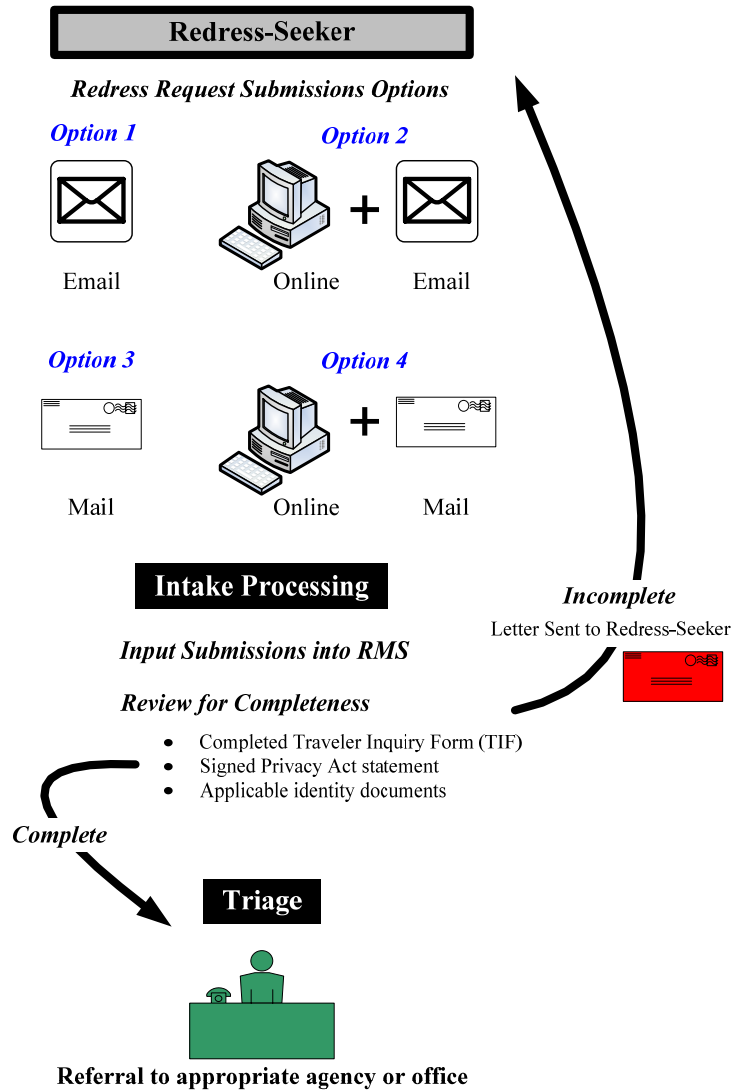 Redress-Seeker
Redress Request Submissions Options
Option 1
Option 2
Email
Online
+
Email
Option 3
Option 4
Mail
Online
+
Mail
Intake Processing
Incomplete
Letter Sent to Redress-Seeker
Input Submissions into RMS
Review for Completeness
• Completed Traveler Inquiry Form (TIF)
• Signed Privacy Act statement
• Applicable identity documents
Complete
Triage
Referral to appropriate agency or office